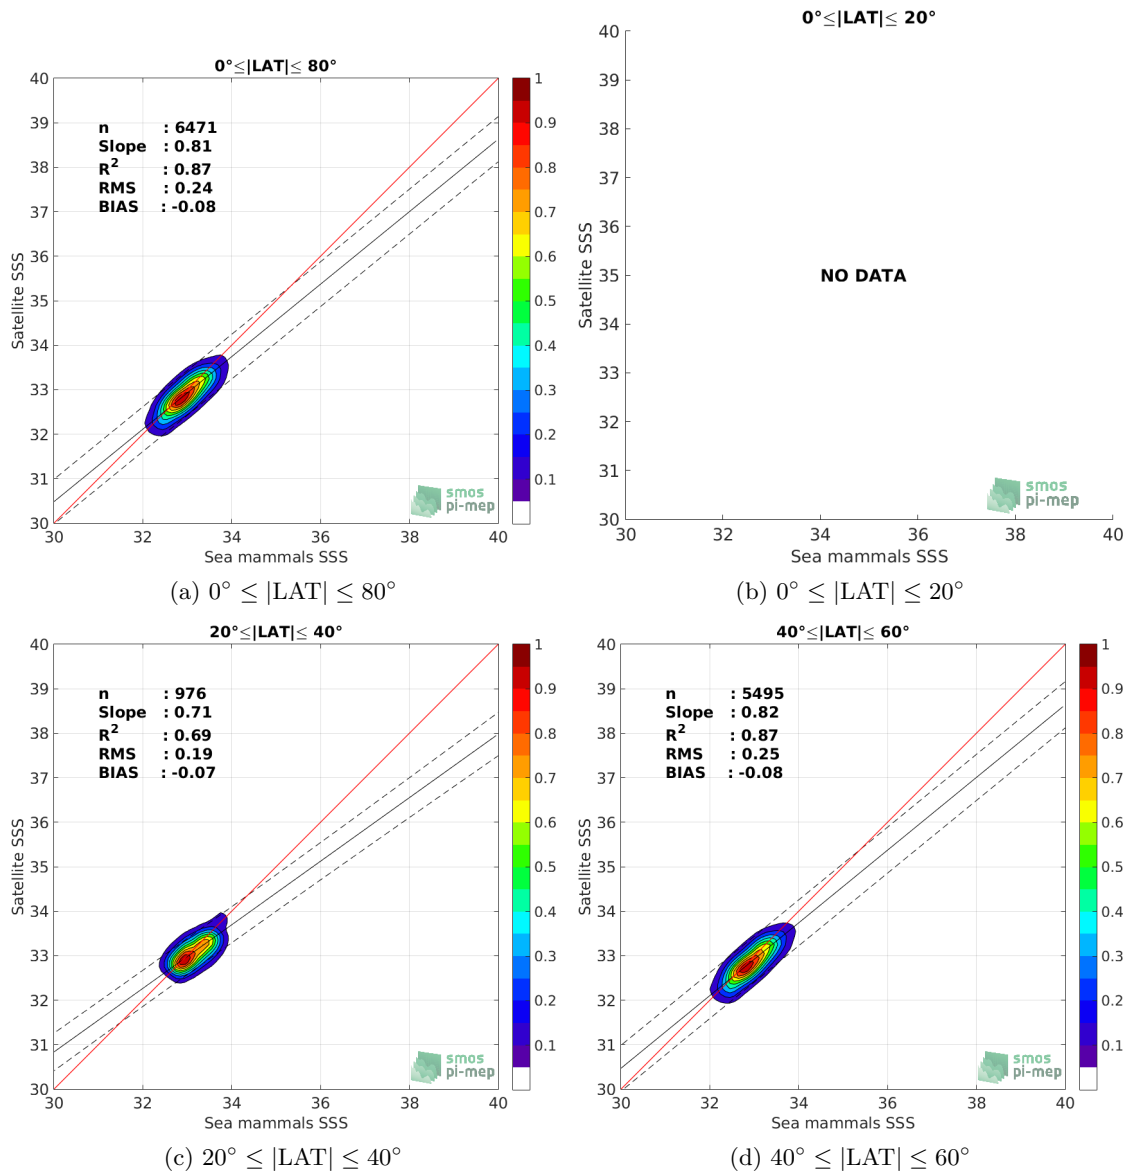 0°≤|LAT|≤ 80°
40
39
38
37
36
35
34
33
32
31
30
Satellite SSS
n : 6471
Slope : 0.81
R²  : 0.87
RMS : 0.24
BIAS : -0.08
smos
pi-mep
30 32 34 36 38 40
Sea mammals SSS
1
0.9
0.8
0.7
0.6
0.5
0.4
0.3
0.2
0.1
(a) 0° ≤ |LAT| ≤ 80°
0°≤|LAT|≤ 20°
40
39
38
37
36
35
34
33
32
31
30
Satellite SSS
NO DATA
smos
pi-mep
30 32 34 36 38 40
Sea mammals SSS
(b) 0° ≤ |LAT| ≤ 20°
20°≤|LAT|≤ 40°
40
39
38
37
36
35
34
33
32
31
30
Satellite SSS
n : 976
Slope : 0.71
R² : 0.69
RMS : 0.19
BIAS : -0.07
smos
pi-mep
30 32 34 36 38 40
Sea mammals SSS
1
0.9
0.8
0.7
0.6
0.5
0.4
0.3
0.2
0.1
(c) 20° ≤ |LAT| ≤ 40°
40°≤|LAT|≤ 60°
40
39
38
37
36
35
34
33
32
31
30
Satellite SSS
n : 5495
Slope : 0.82
R² : 0.87
RMS : 0.25
BIAS : -0.08
smos
pi-mep
30 32 34 36 38 40
Sea mammals SSS
1
0.9
0.8
0.7
0.6
0.5
0.4
0.3
0.2
0.1
(d) 40° ≤ |LAT| ≤ 60°